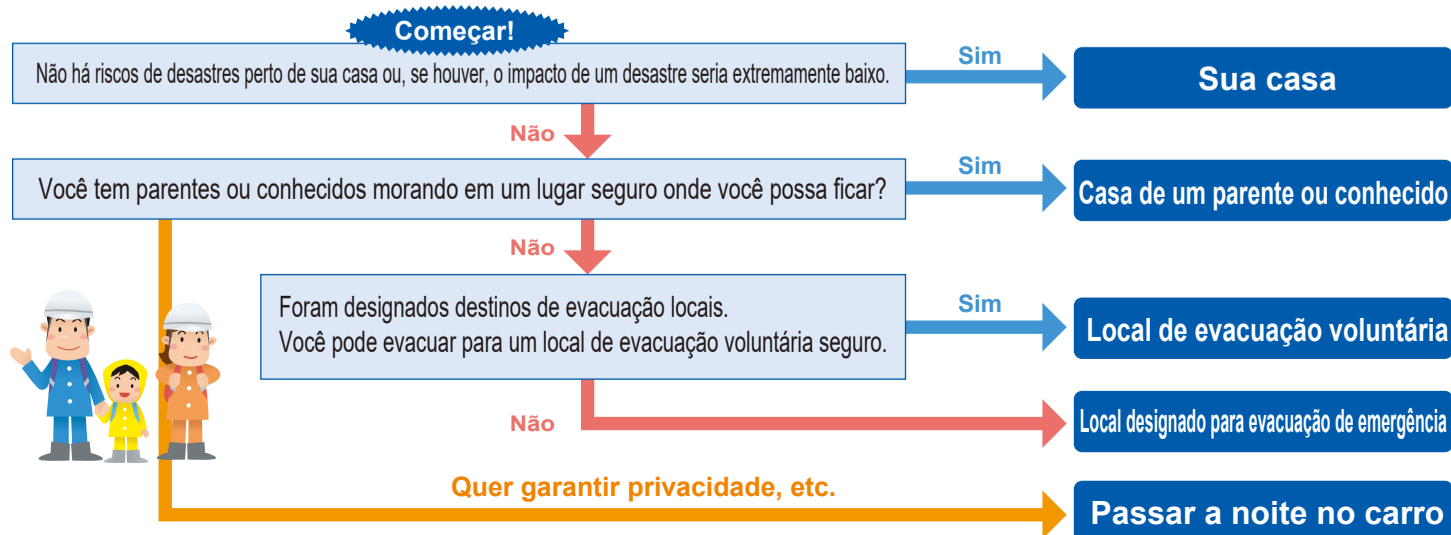 Começar!
Não há riscos de desastres perto de sua casa ou, se houver, o impacto de um desastre seria extremamente baixo.
Sim
Sua casa
Não
Você tem parentes ou conhecidos morando em um lugar seguro onde você possa ficar?
Sim
Casa de um parente ou conhecido
Não
Foram designados destinos de evacuação locais.
Você pode evacuar para um local de evacuação voluntária seguro.
Sim
Local de evacuação voluntária
Não
Local designado para evacuação de emergência
Quer garantir privacidade, etc.
Passar a noite no carro